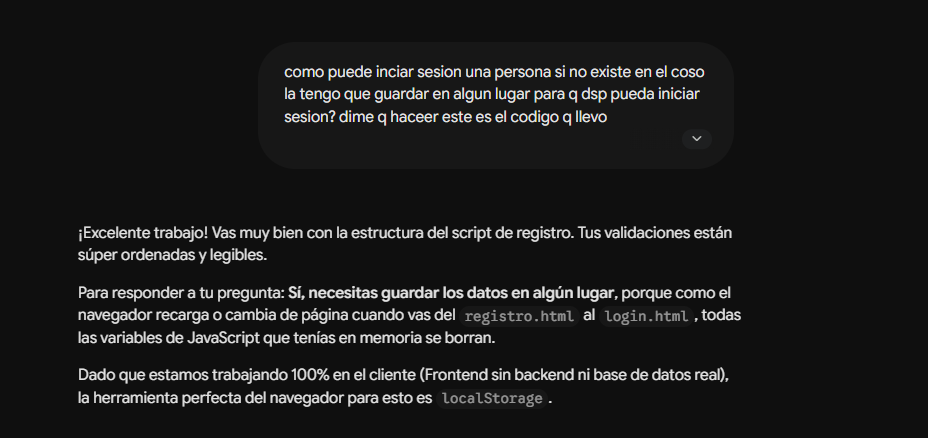 como puede inciar sesion una persona si no existe en el coso
la tengo que guardar en algun lugar para q dsp pueda iniciar
sesion? dime q haceer este es el codigo q llevo
¡Excelente trabajo! Vas muy bien con la estructura del script de registro. Tus validaciones están
súper ordenadas y legibles.
Para responder a tu pregunta: Sí, necesitas guardar los datos en algún lugar, porque como el
navegador recarga o cambia de página cuando vas del registro.html al login.html, todas
las variables de JavaScript que tenías en memoria se borran.
Dado que estamos trabajando 100% en el cliente (Frontend sin backend ni base de datos real),
la herramienta perfecta del navegador para esto es localStorage.